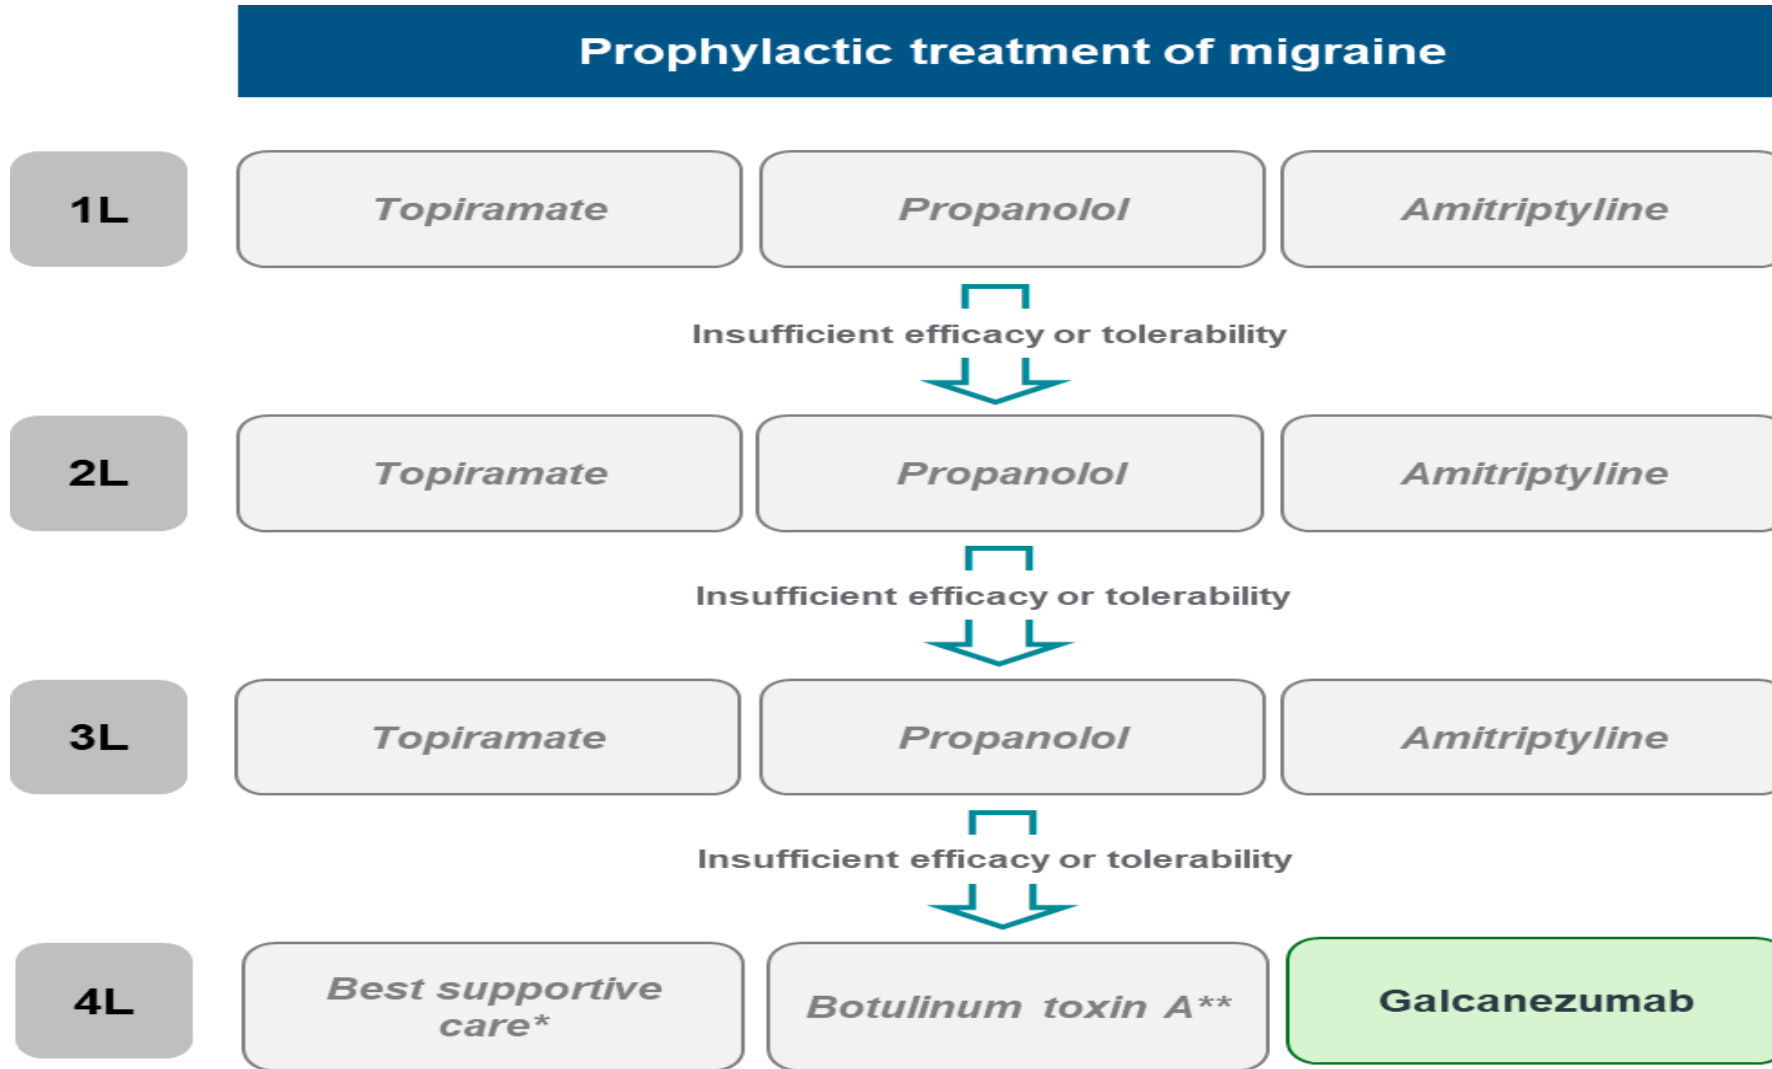 Prophylactic treatment of migraine
1L
Topiramate
Propanolol
Amitriptyline
Insufficient efficacy or tolerability
2L
Topiramate
Propanolol
Amitriptyline
Insufficient efficacy or tolerability
3L
Topiramate
Propanolol
Amitriptyline
Insufficient efficacy or tolerability
4L
Best supportive
care*
Botulinum toxin A**
Galcanezumab